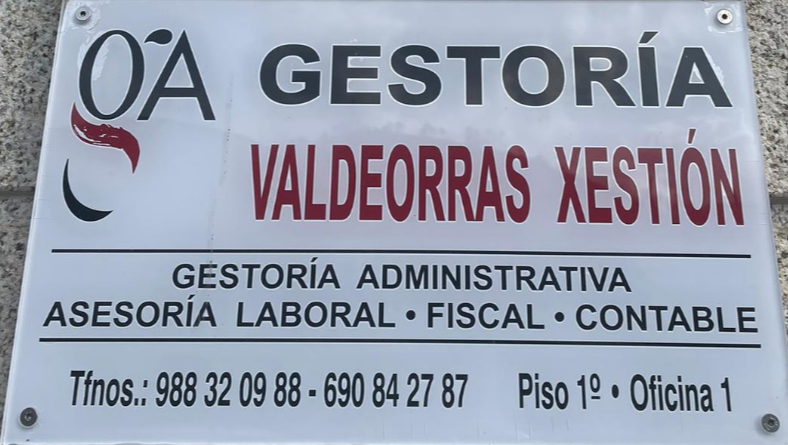 gA GESTORÍA
VALDEORRAS XESTIÓN
GESTORÍA ADMINISTRATIVA
ASESORÍA LABORAL • FISCAL • CONTABLE
Tfnos.: 988 32 09 88 - 690 84 27 87 Piso 1º • Oficina 1